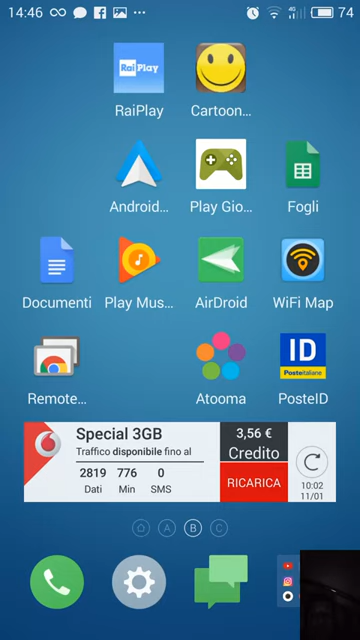 14:46 74
Rai Play
RaiPlay Cartoon...
Android... Play Gio... Fogli
Documenti Play Mus... AirDroid WiFi Map
ID
Posteitaliane
Remote... Atooma PosteID
Special 3GB 3,56 €
Traffico disponibile fino al Credito
2819 776 0
Dati Min SMS
RICARICA
10:02
11/01
A B C